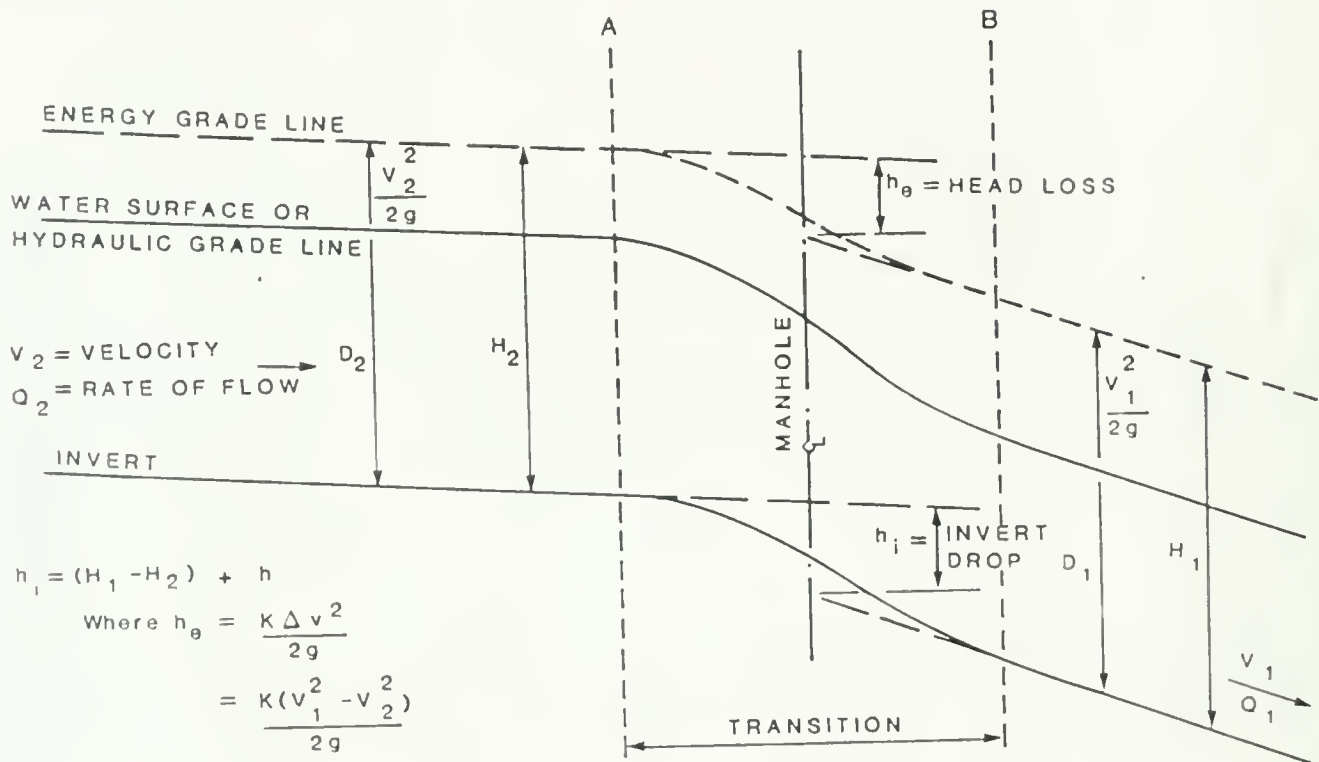 A
B
ENERGY GRADE LINE
V₂²
2g
hₑ = HEAD LOSS
WATER SURFACE OR
HYDRAULIC GRADE LINE
V₂ = VELOCITY
Q₂ = RATE OF FLOW
D₂
H₂
MANHOLE
℄
V₁²
2g
INVERT
hᵢ = INVERT
DROP
D₁
H₁
hᵢ = (H₁ - H₂) + h
Where hₑ = K Δ v²
2g
= K(V₁² - V₂²)
2g
V₁
Q₁
TRANSITION